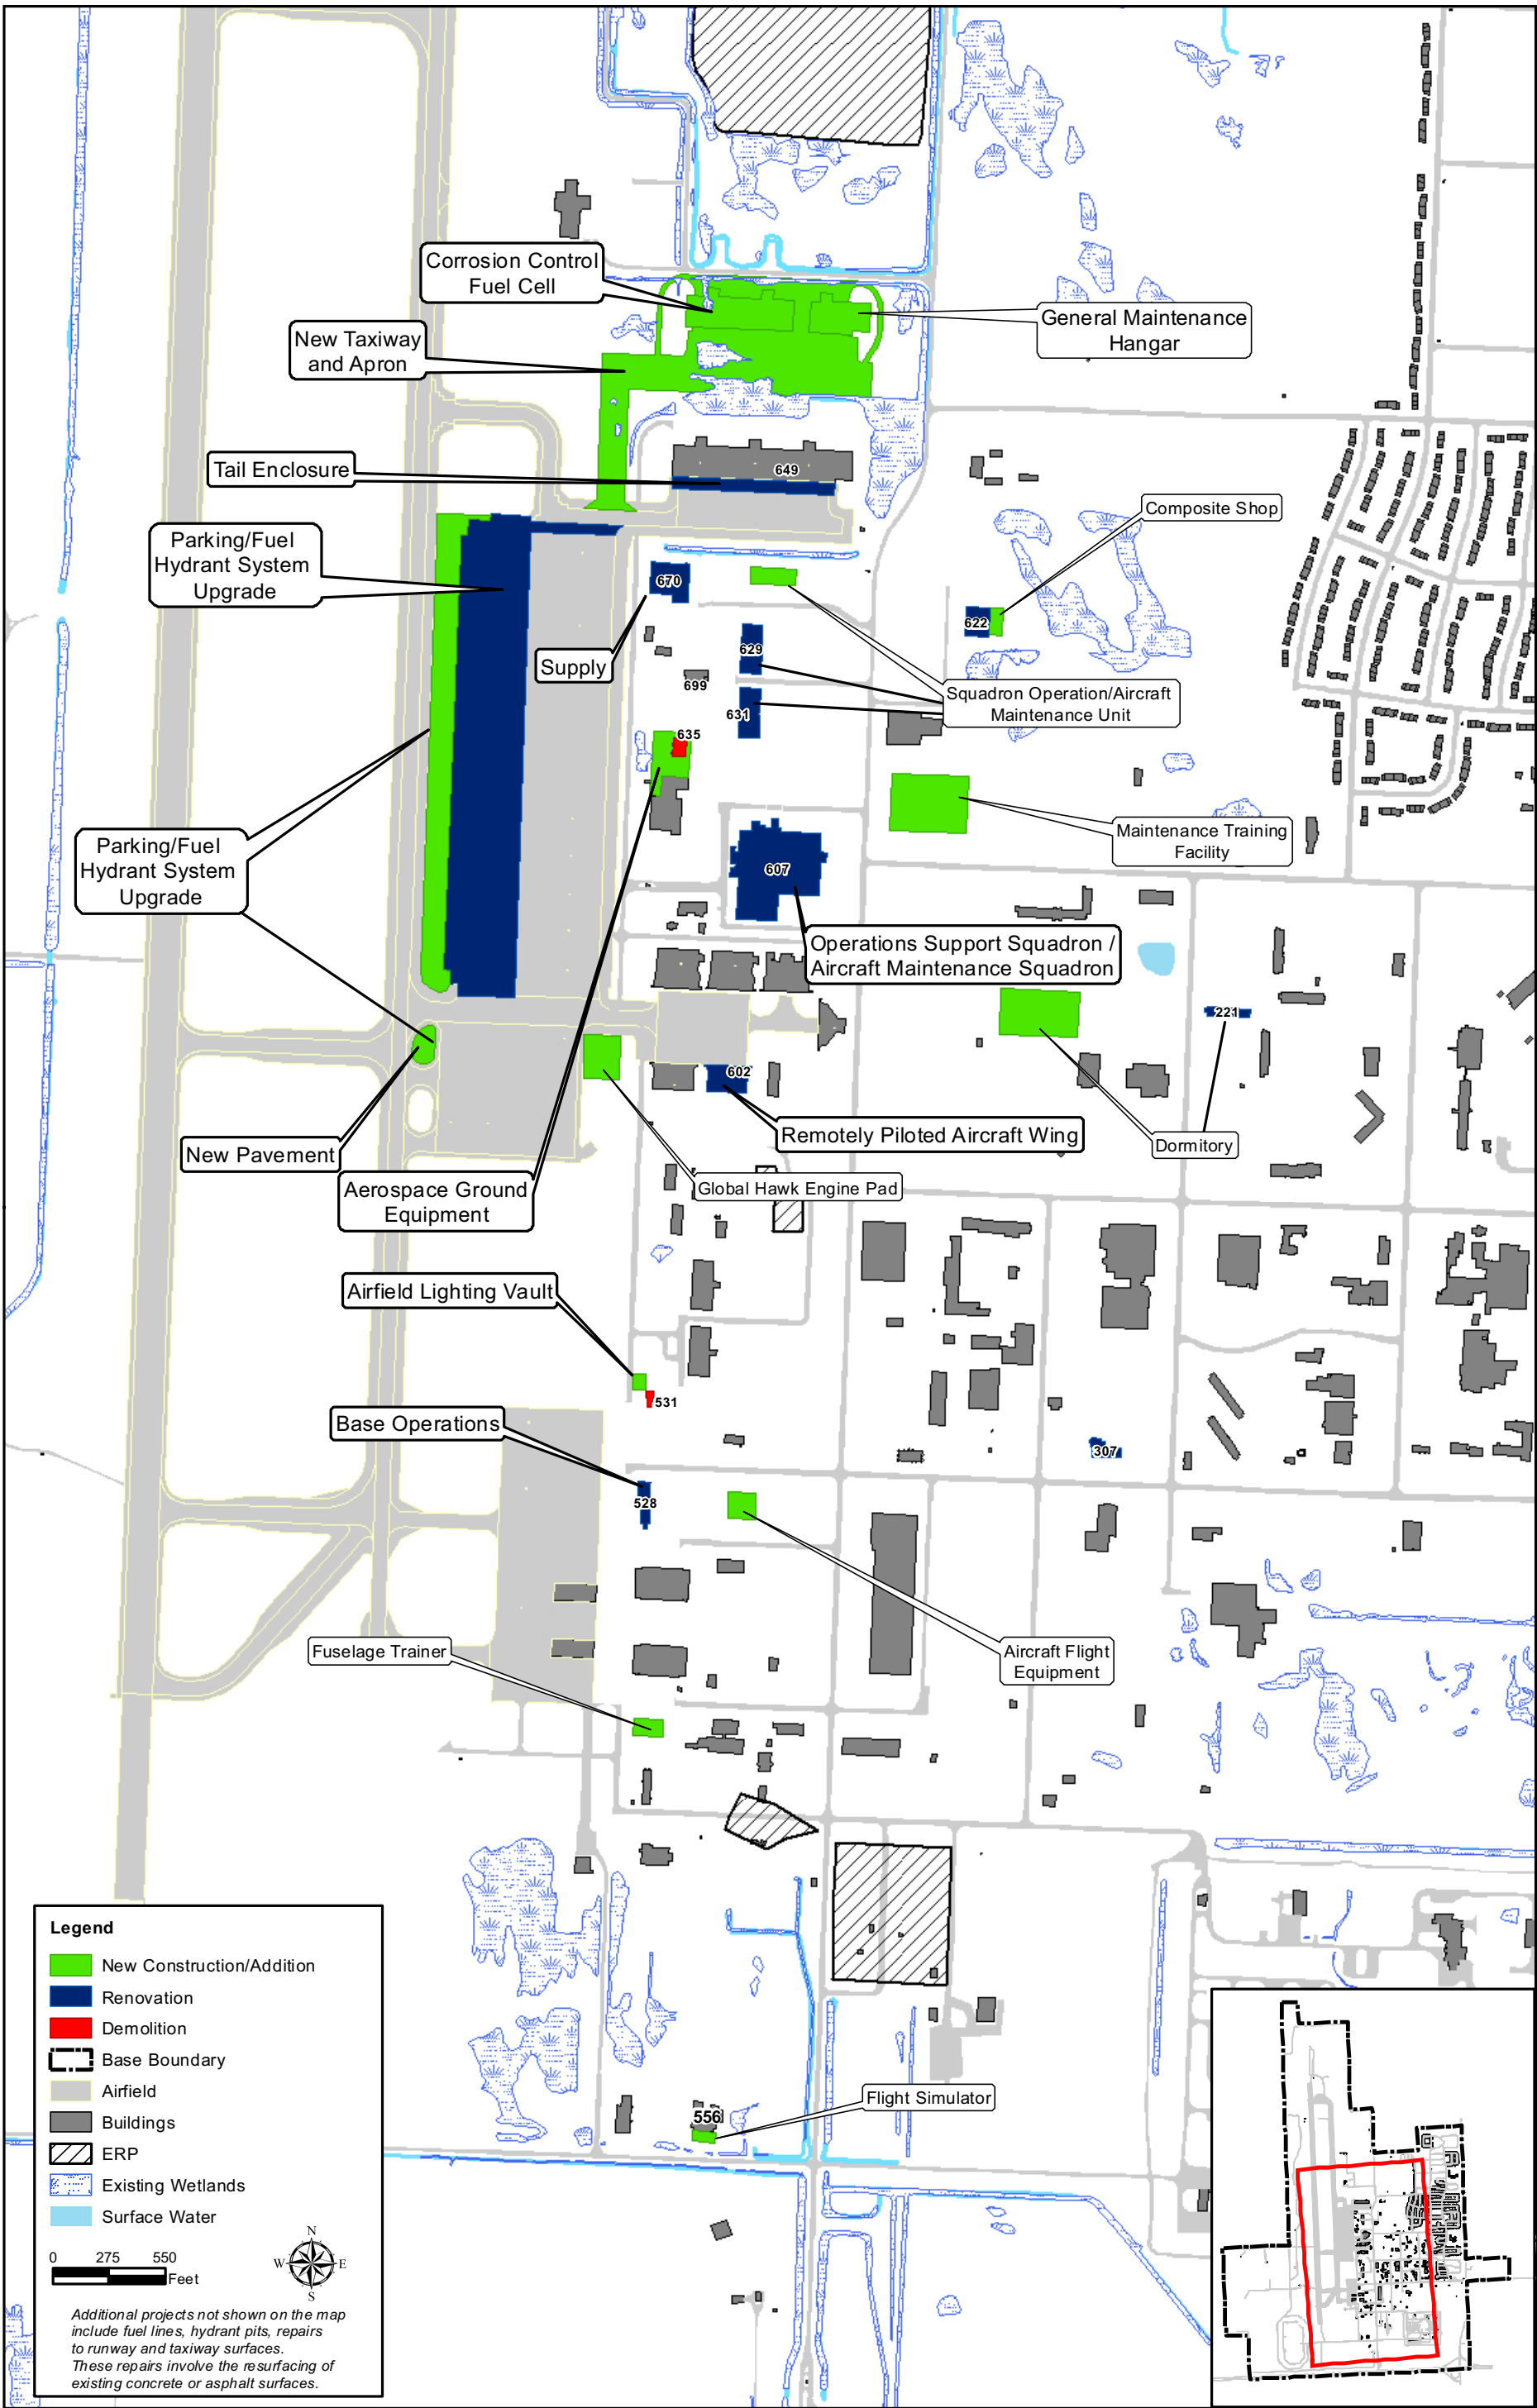 Corrosion Control
Fuel Cell
General Maintenance
Hangar
New Taxiway
and Apron
Tail Enclosure
649
Composite Shop
Parking/Fuel
Hydrant System
Upgrade
670
622
Supply
629
699
631
Squadron Operation/Aircraft
Maintenance Unit
635
Maintenance Training
Facility
Parking/Fuel
Hydrant System
Upgrade
607
Operations Support Squadron /
Aircraft Maintenance Squadron
221
602
New Pavement
Remotely Piloted Aircraft Wing
Dormitory
Aerospace Ground
Equipment
Global Hawk Engine Pad
Airfield Lighting Vault
531
Base Operations
307
528
Fuselage Trainer
Aircraft Flight
Equipment
Flight Simulator
556
Legend
New Construction/Addition
Renovation
Demolition
Base Boundary
Airfield
Buildings
ERP
Existing Wetlands
Surface Water
0 275 550
Feet
N
W E
S
Additional projects not shown on the map
include fuel lines, hydrant pits, repairs
to runway and taxiway surfaces.
These repairs involve the resurfacing of
existing concrete or asphalt surfaces.